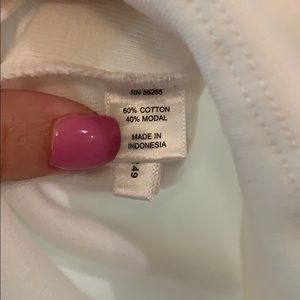 RN 56285
60% COTTON
40% MODAL
MADE IN
INDONESIA